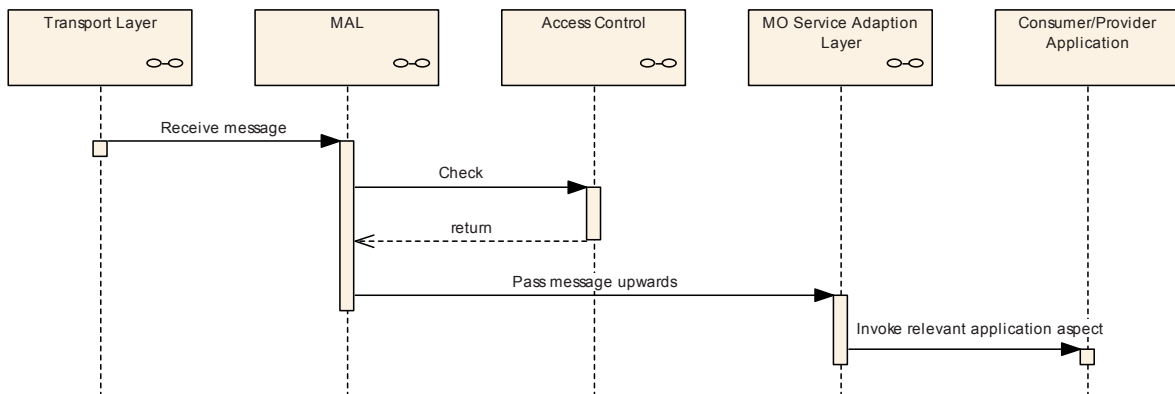 Transport Layer
MAL
Access Control
MO Service Adaption
Layer
Consumer/Provider
Application
Receive message
Check
return
Pass message upwards
Invoke relevant application aspect